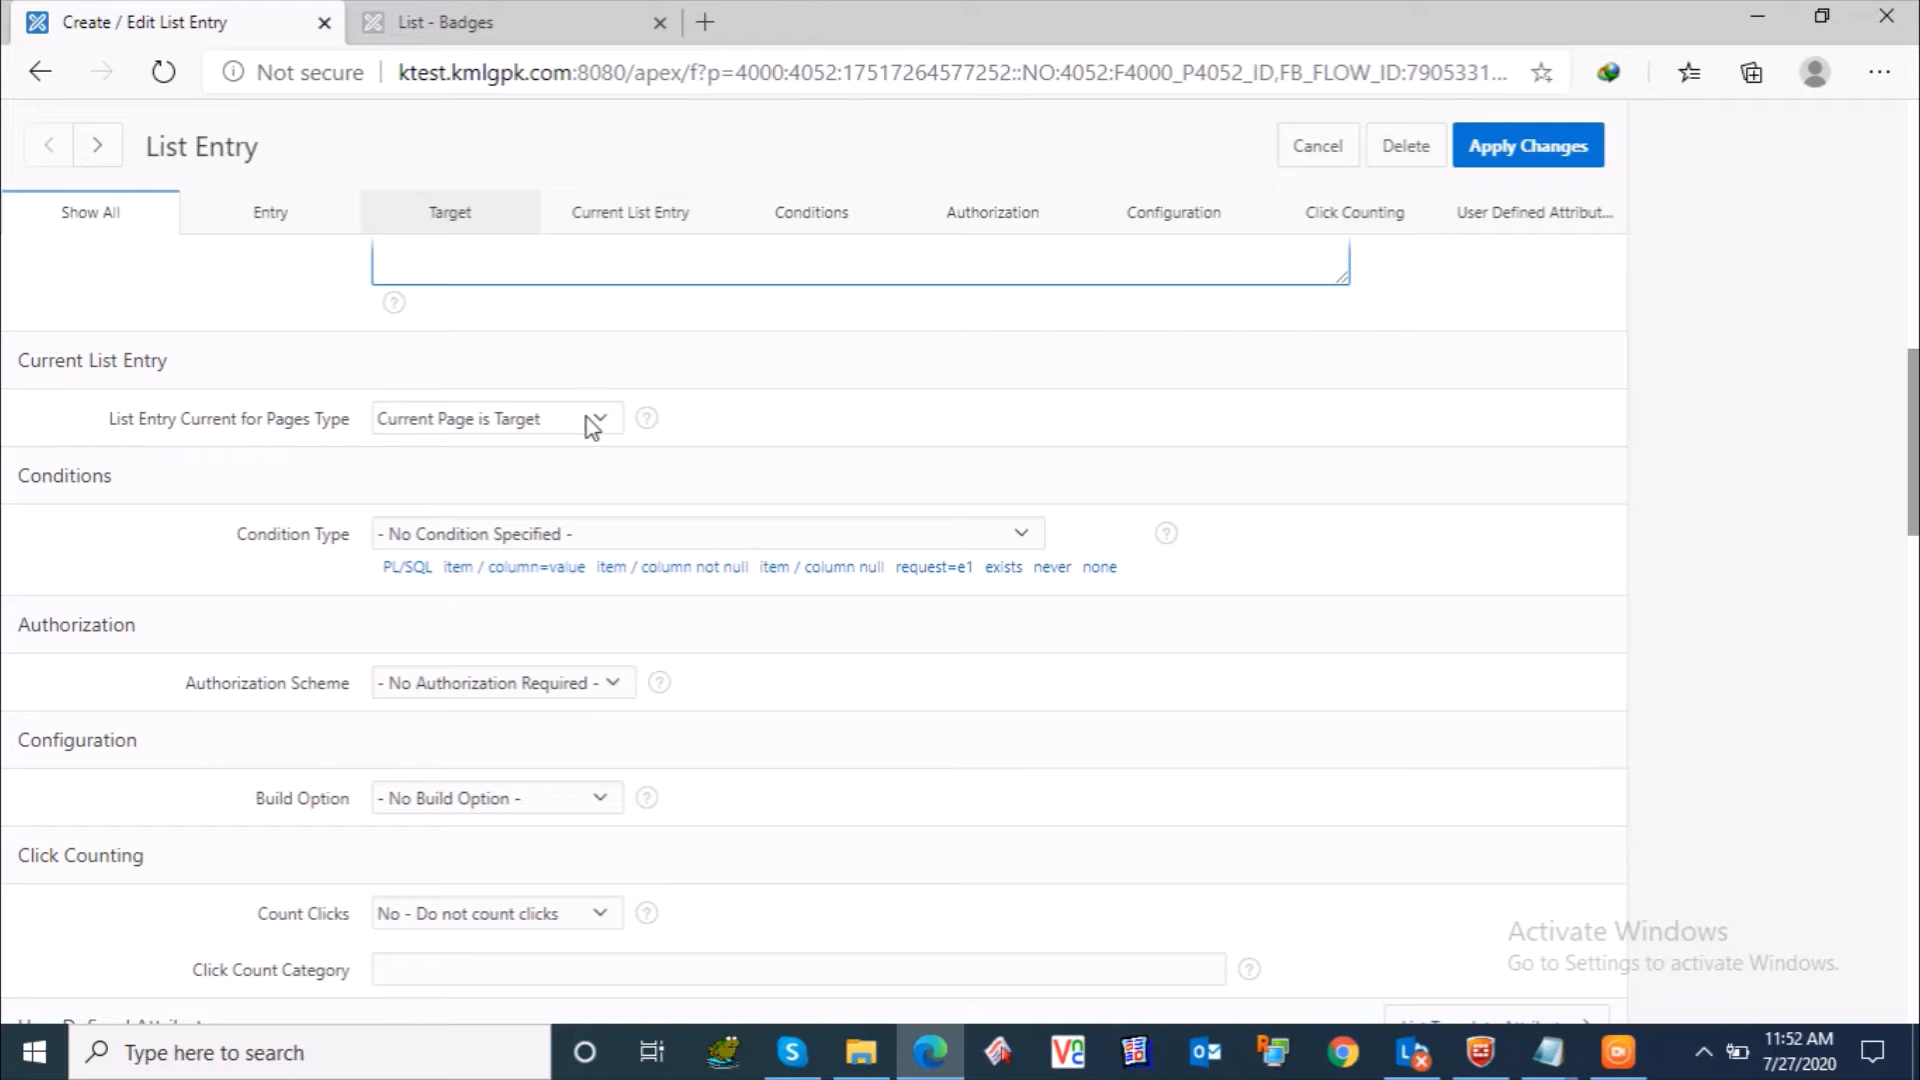 Create / Edit List Entry
List - Badges
Not secure
ktest.kmlgpk.com:8080/apex/f?p=4000:4052:17517264577252::NO:4052:F4000_P4052_ID,FB_FLOW_ID:7905331...
List Entry
Cancel
Delete
Apply Changes
Show All
Entry
Target
Current List Entry
Conditions
Authorization
Configuration
Click Counting
User Defined Attribut...
Current List Entry
List Entry Current for Pages Type
Current Page is Target
Conditions
Condition Type
- No Condition Specified -
PL/SQL item / column=value item / column not null item / column null request=e1 exists never none
Authorization
Authorization Scheme
- No Authorization Required -
Configuration
Build Option
- No Build Option -
Click Counting
Count Clicks
No - Do not count clicks
Click Count Category
Activate Windows
Go to Settings to activate Windows.
Type here to search
11:52 AM
7/27/2020